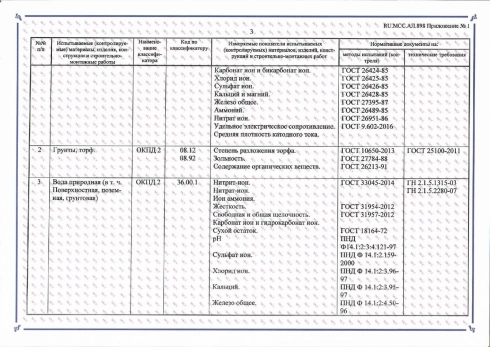 RU.МСС.АЛ.898 Приложение № 1
3
№№ п/п
Испытываемые (контролируемые) материалы, изделия, конструкции и строительно-монтажные работы
Наименование классификатора
Код по классификатору.
Измеряемые показатели испытываемых (контролируемых) материалов, изделий, конструкций и строительно-монтажных работ
Нормативные документы на:
методы испытаний (контроля)
технические требования
Карбонат ион и бикарбонат ион. ГОСТ 26424-85
Хлорид ион. ГОСТ 26425-85
Сульфат ион. ГОСТ 26426-85
Кальций и магний. ГОСТ 26428-85
Железо общее. ГОСТ 27395-87
Аммоний. ГОСТ 26489-85
Нитрат ион. ГОСТ 26951-86
Удельное электрическое сопротивление. ГОСТ 9.602-2016
Средняя плотность катодного тока.
2 Грунты, торф. ОКПД 2 08.12 Степень разложения торфа. ГОСТ 10650-2013 ГОСТ 25100-2011
08.92 Зольность. ГОСТ 27784-88
Содержание органических веществ. ГОСТ 26213-91
3 Вода природная (в т. ч. ОКПД 2 36.00.1 Нитрит-ион. ГОСТ 33045-2014 ГН 2.1.5.1315-03
Поверхностная, подзем- Нитрат-ион. ГН 2.1.5.2280-07
ная, грунтовая) Ион аммония.
Жесткость. ГОСТ 31954-2012
Свободная и общая щелочность. ГОСТ 31957-2012
Карбонат ион и гидрокарбонат ион.
Сухой остаток. ГОСТ 18164-72
pH ПНД
Ф14.1:2:3:4.121-97
Сульфат ион. ПНД Ф 14.1:2.159-
2000
Хлорид ион. ПНД Ф 14.1:2:3.96-
97
Кальций. ПНД Ф 14.1:2:3.95-
97
Железо общее. ПНД Ф 14.1:2:4.50-
96